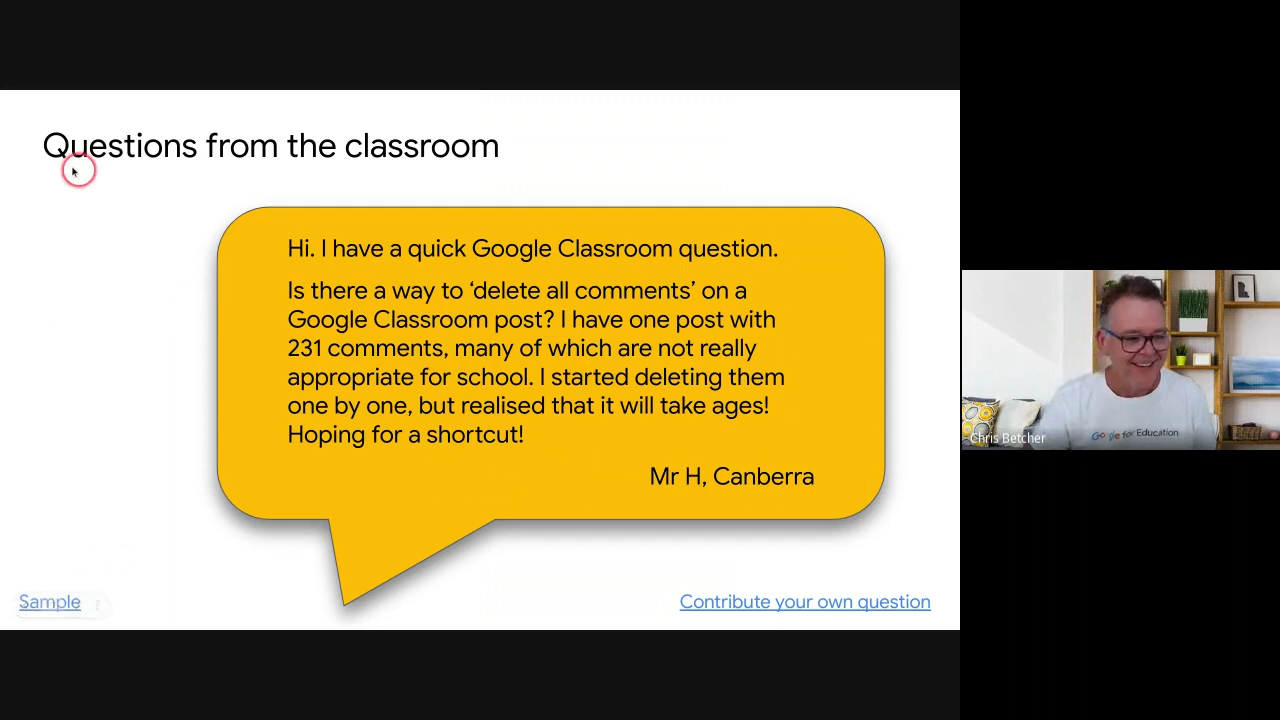 Questions from the classroom
Hi. I have a quick Google Classroom question.
Is there a way to ‘delete all comments’ on a
Google Classroom post? I have one post with
231 comments, many of which are not really
appropriate for school. I started deleting them
one by one, but realised that it will take ages!
Hoping for a shortcut!
Mr H, Canberra
Sample
Contribute your own question
Google for Education
Chris Betcher